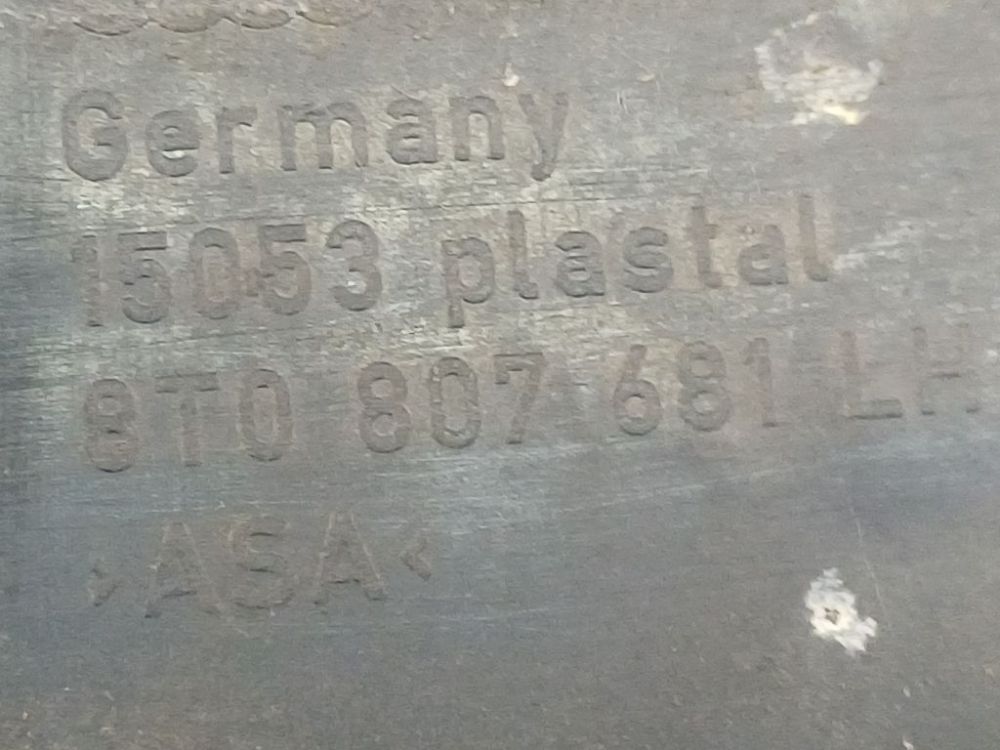 Germany
15053 plastal
8T0 807 681 LH
>ASA<